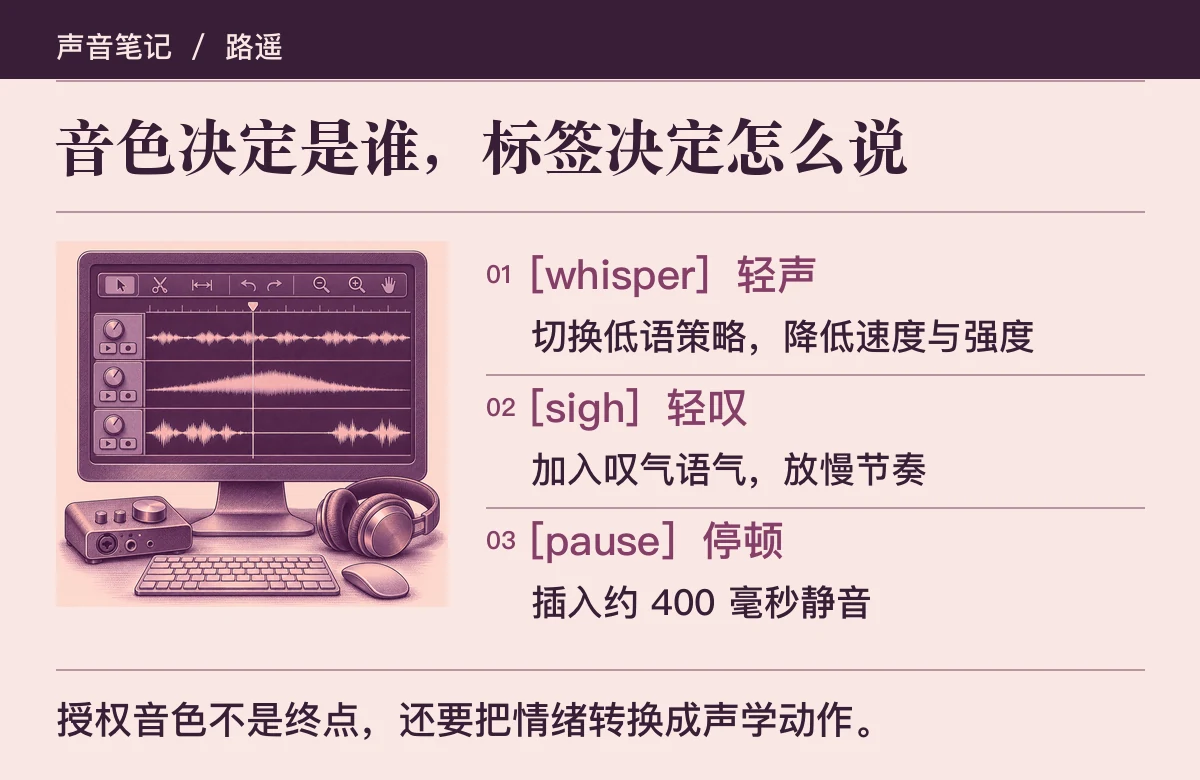 声音笔记 / 路遥
音色决定是谁，标签决定怎么说
01 [whisper] 轻声
切换低语策略，降低速度与强度
02 [sigh] 轻叹
加入叹气语气，放慢节奏
03 [pause] 停顿
插入约 400 毫秒静音
授权音色不是终点，还要把情绪转换成声学动作。